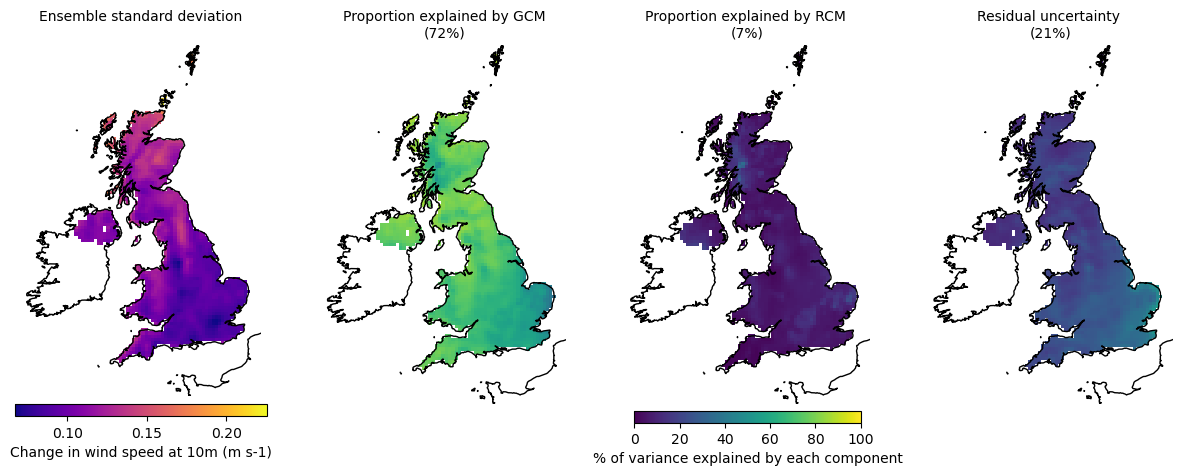 Ensemble standard deviation
Proportion explained by GCM
(72%)
Proportion explained by RCM
(7%)
Residual uncertainty
(21%)
0.10 0.15 0.20
Change in wind speed at 10m (m s-1)
0 20 40 60 80 100
% of variance explained by each component